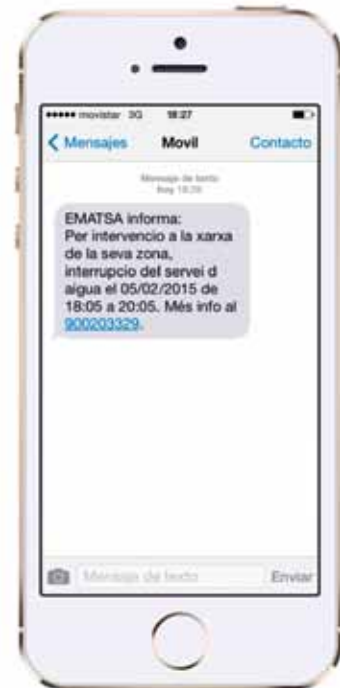 movistar 3G 18:27
Mensajes Movil Contacto
Mensaje de texto
EMATSA informa:
Per intervencio a la xarxa
de la seva zona,
interrupcio del servei d
aigua el 05/02/2015 de
18:05 a 20:05. Més info al
900203329.
Mensaje de texto Enviar